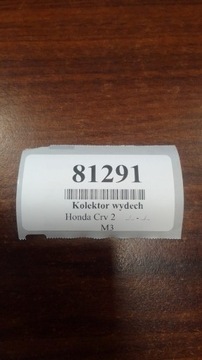 81291
Kolektor wydech
Honda Crv 2
M3